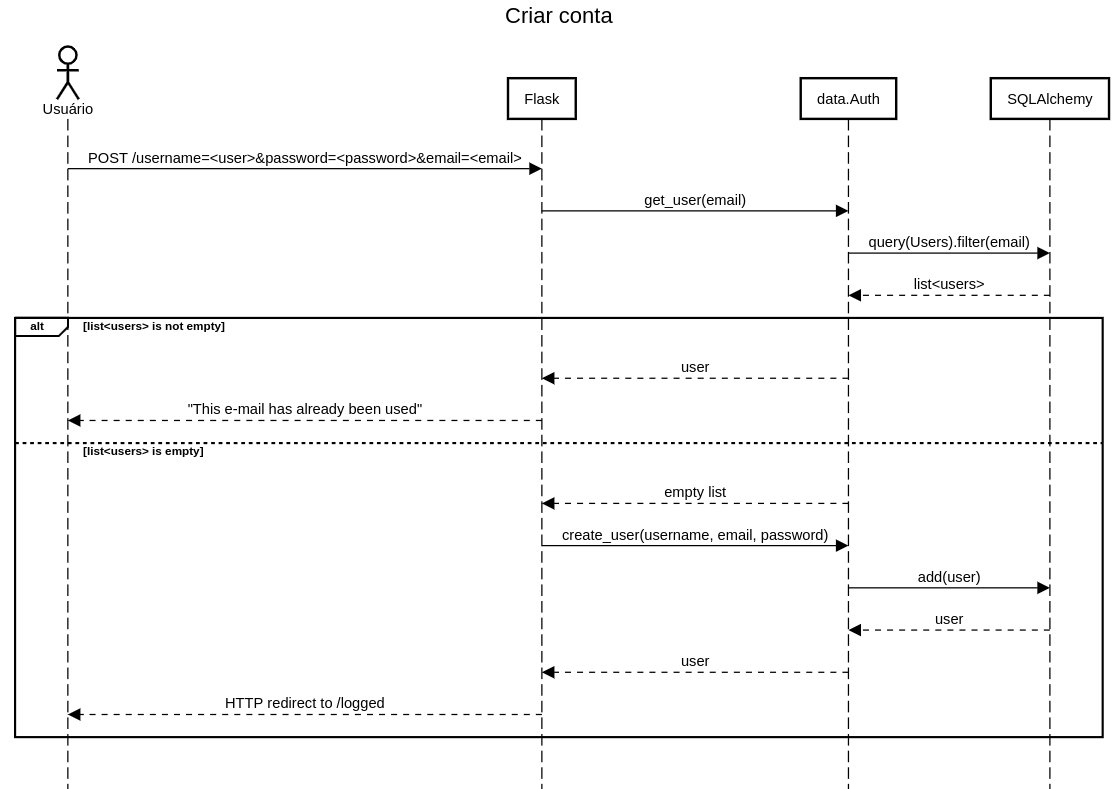 Criar conta
Usuário
Flask
data.Auth
SQLAlchemy
POST /username=<user>&password=<password>&email=<email>
get_user(email)
query(Users).filter(email)
list<users>
alt
[list<users> is not empty]
user
"This e-mail has already been used"
[list<users> is empty]
empty list
create_user(username, email, password)
add(user)
user
user
HTTP redirect to /logged